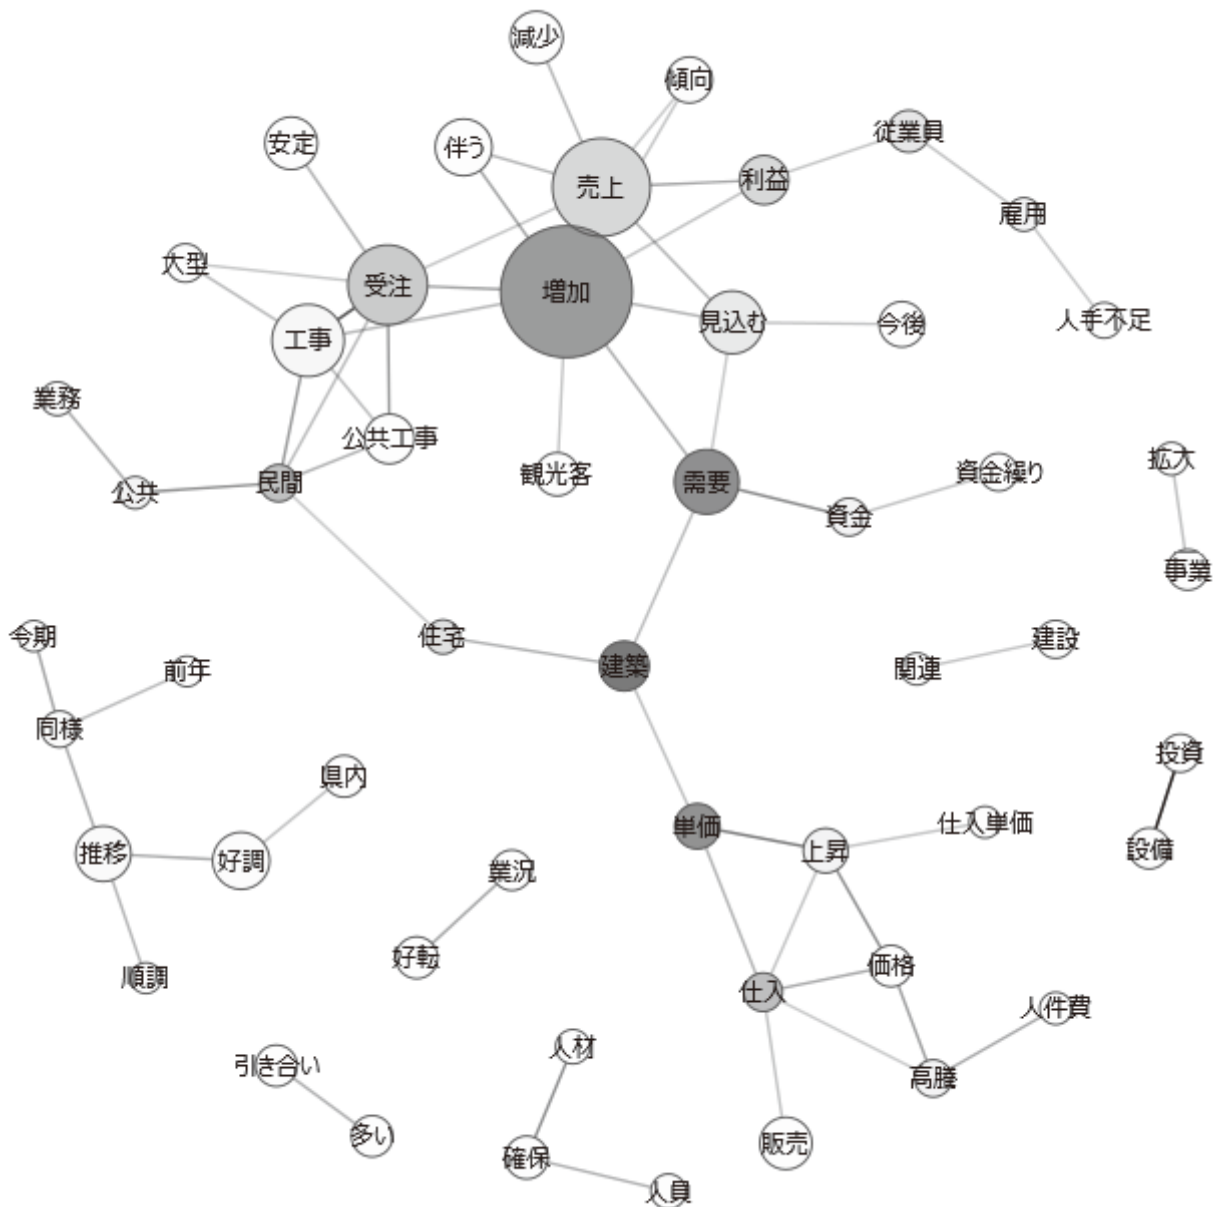 減少
傾向
従業員
安定
伴う
売上
利益
雇用
大型
受注
増加
見込む
今後
人手不足
工事
業務
公共工事
観光客
需要
資金繰り
拡大
公共
民間
資金
事業
今期
前年
住宅
建築
関連
建設
同様
県内
投資
推移
好調
業況
単価
上昇
仕入単価
設備
順調
好転
仕入
価格
人件費
引き合い
人材
高騰
多い
確保
人員
販売